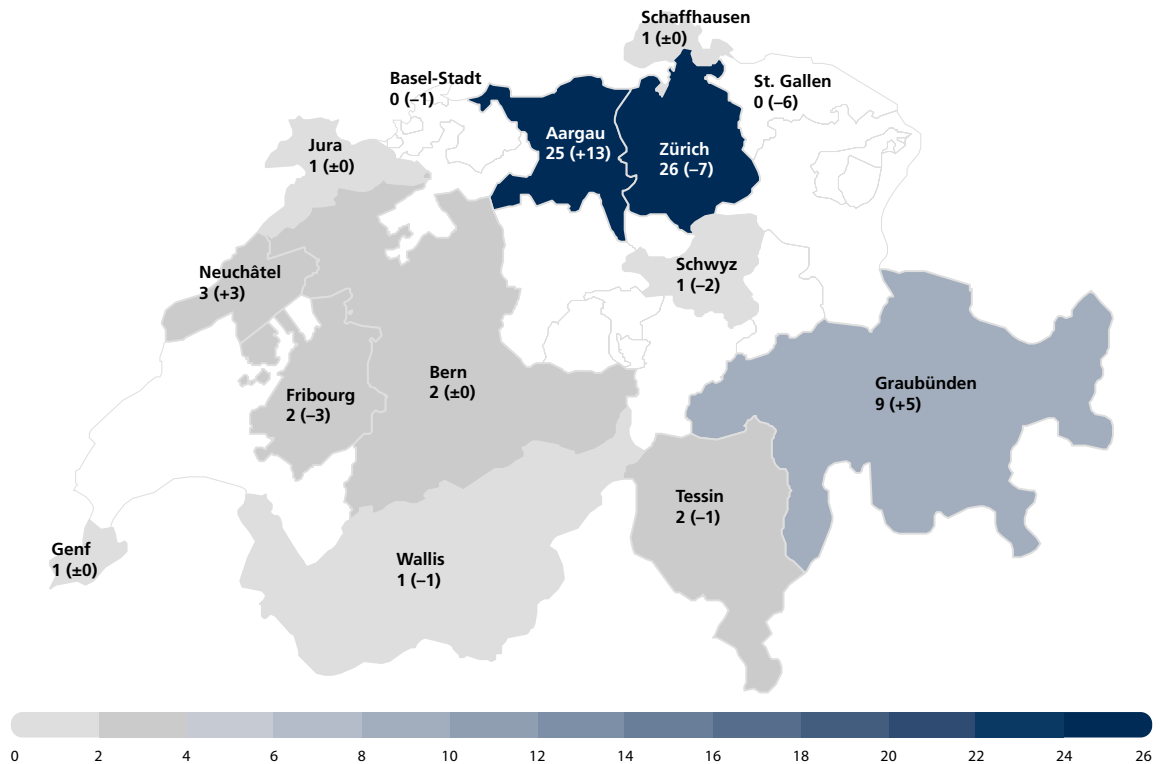 Schaffhausen
1 (±0)
Basel-Stadt
0 (–1)
St. Gallen
0 (–6)
Aargau
25 (+13)
Zürich
26 (–7)
Jura
1 (±0)
Neuchâtel
3 (+3)
Schwyz
1 (–2)
Bern
2 (±0)
Graubünden
9 (+5)
Fribourg
2 (–3)
Tessin
2 (–1)
Genf
1 (±0)
Wallis
1 (–1)
0 2 4 6 8 10 12 14 16 18 20 22 24 26